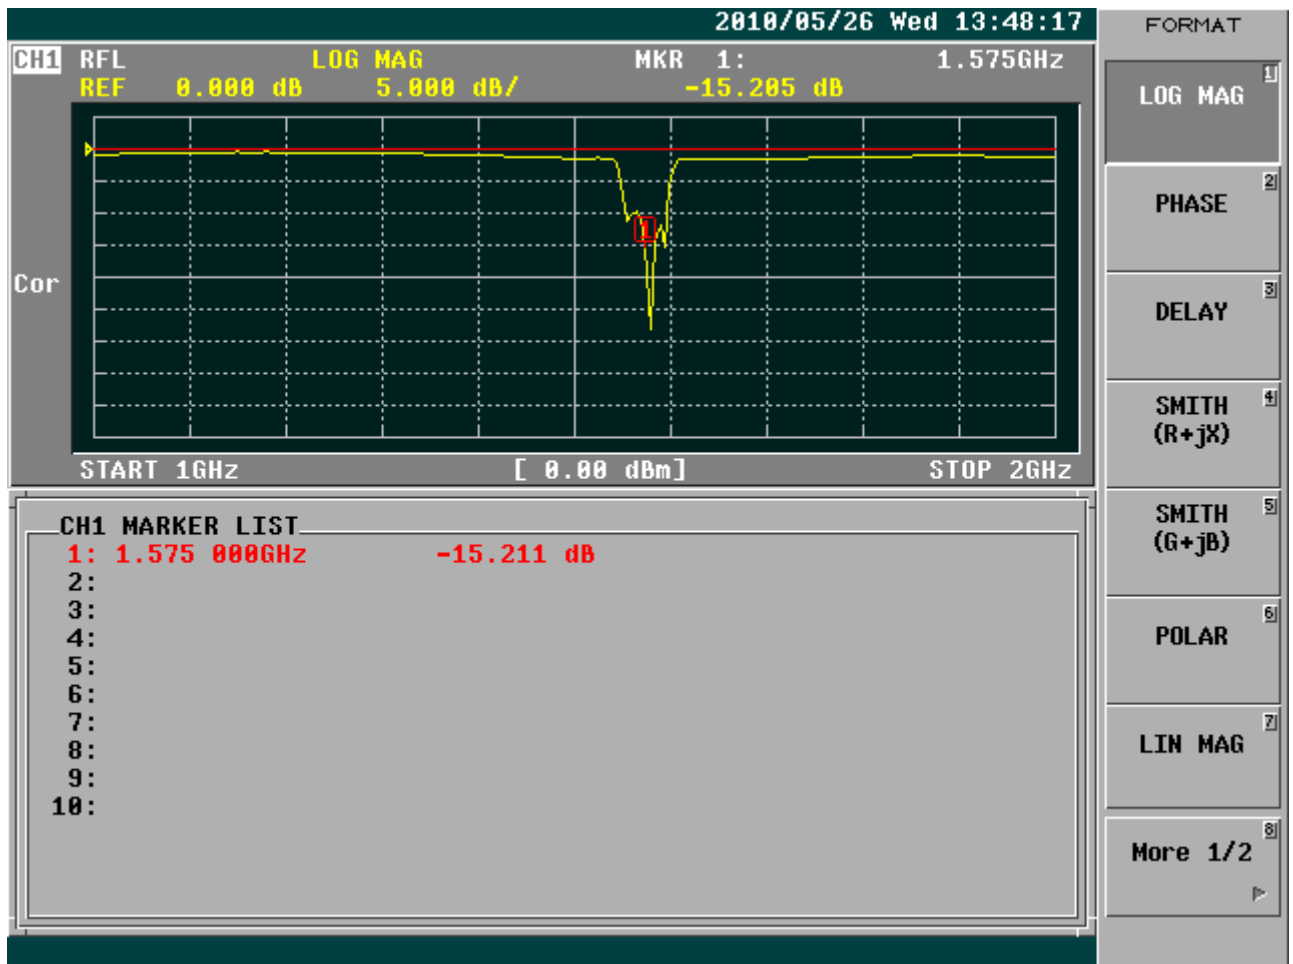 2010/05/26 Wed 13:48:17
CH1 RFL LOG MAG MKR 1: 1.575GHz
REF 0.000 dB 5.000 dB/ -15.205 dB
1
Cor
START 1GHz [ 0.00 dBm] STOP 2GHz
CH1 MARKER LIST
1: 1.575 000GHz -15.211 dB
2:
3:
4:
5:
6:
7:
8:
9:
10:
FORMAT
1
LOG MAG
2
PHASE
3
DELAY
4
SMITH
(R+jX)
5
SMITH
(G+jB)
6
POLAR
7
LIN MAG
8
More 1/2